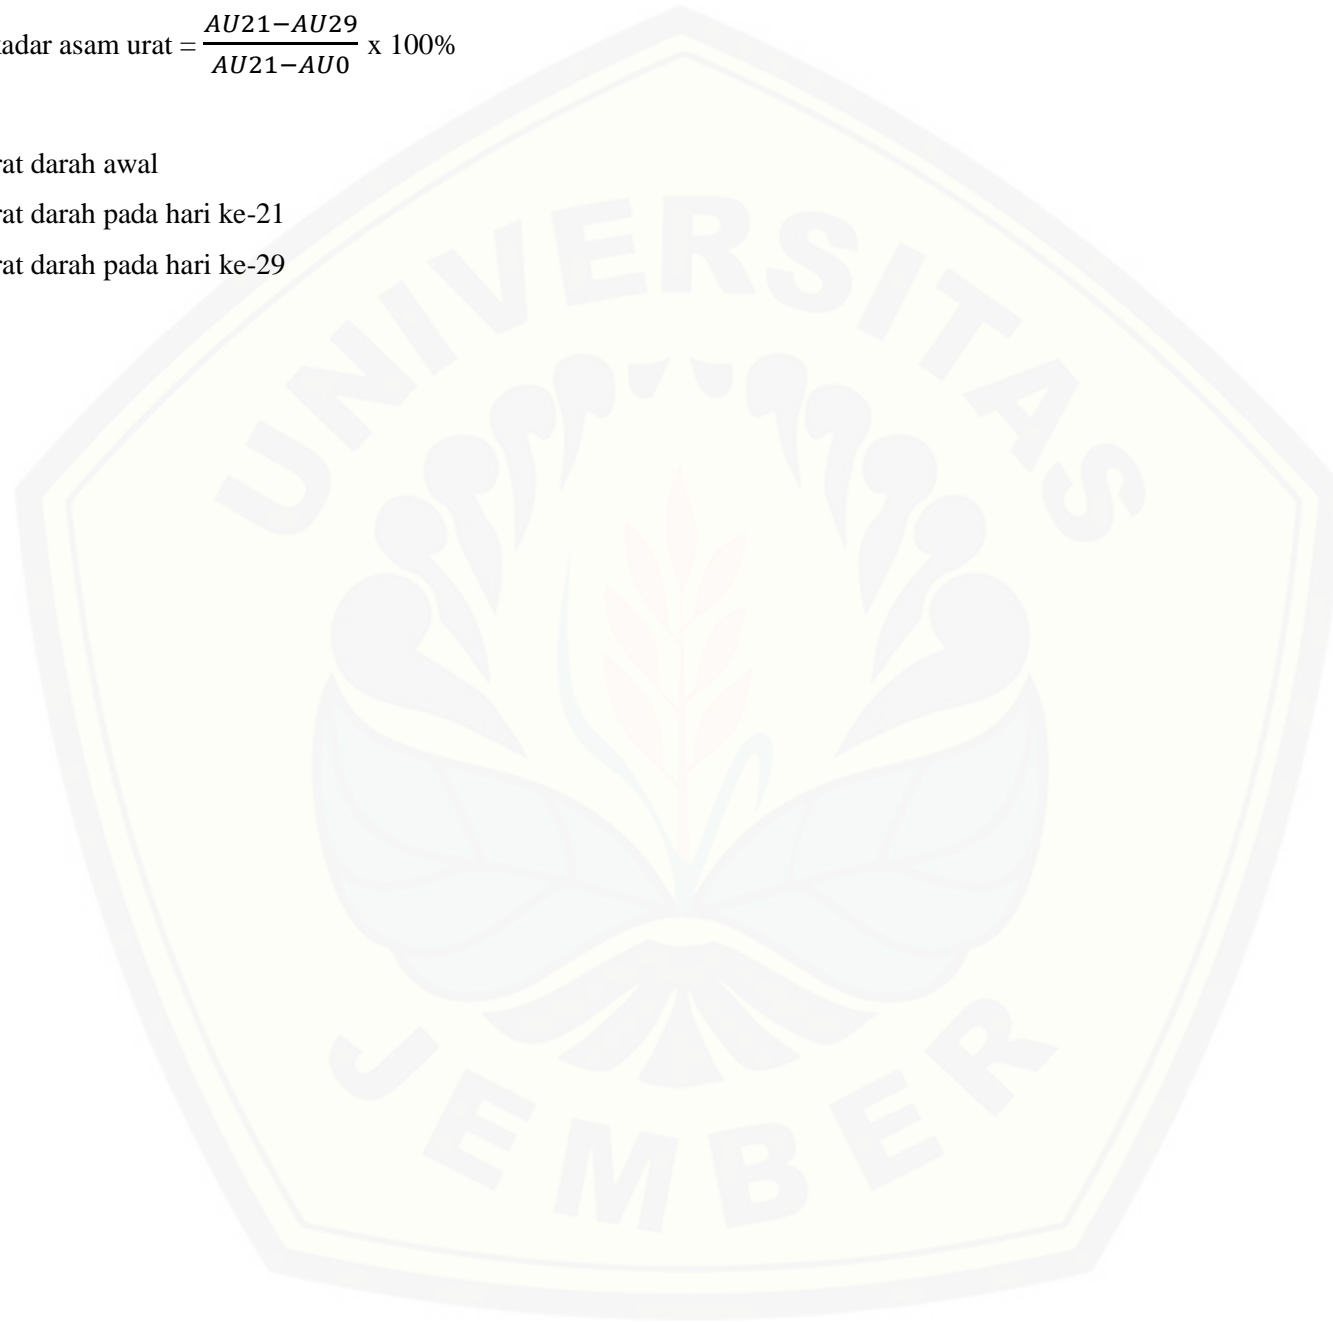 kadar asam urat = AU21−AU29 / AU21−AU0 x 100%
rat darah awal
rat darah pada hari ke-21
rat darah pada hari ke-29
UNIVERSITAS
JEMBER